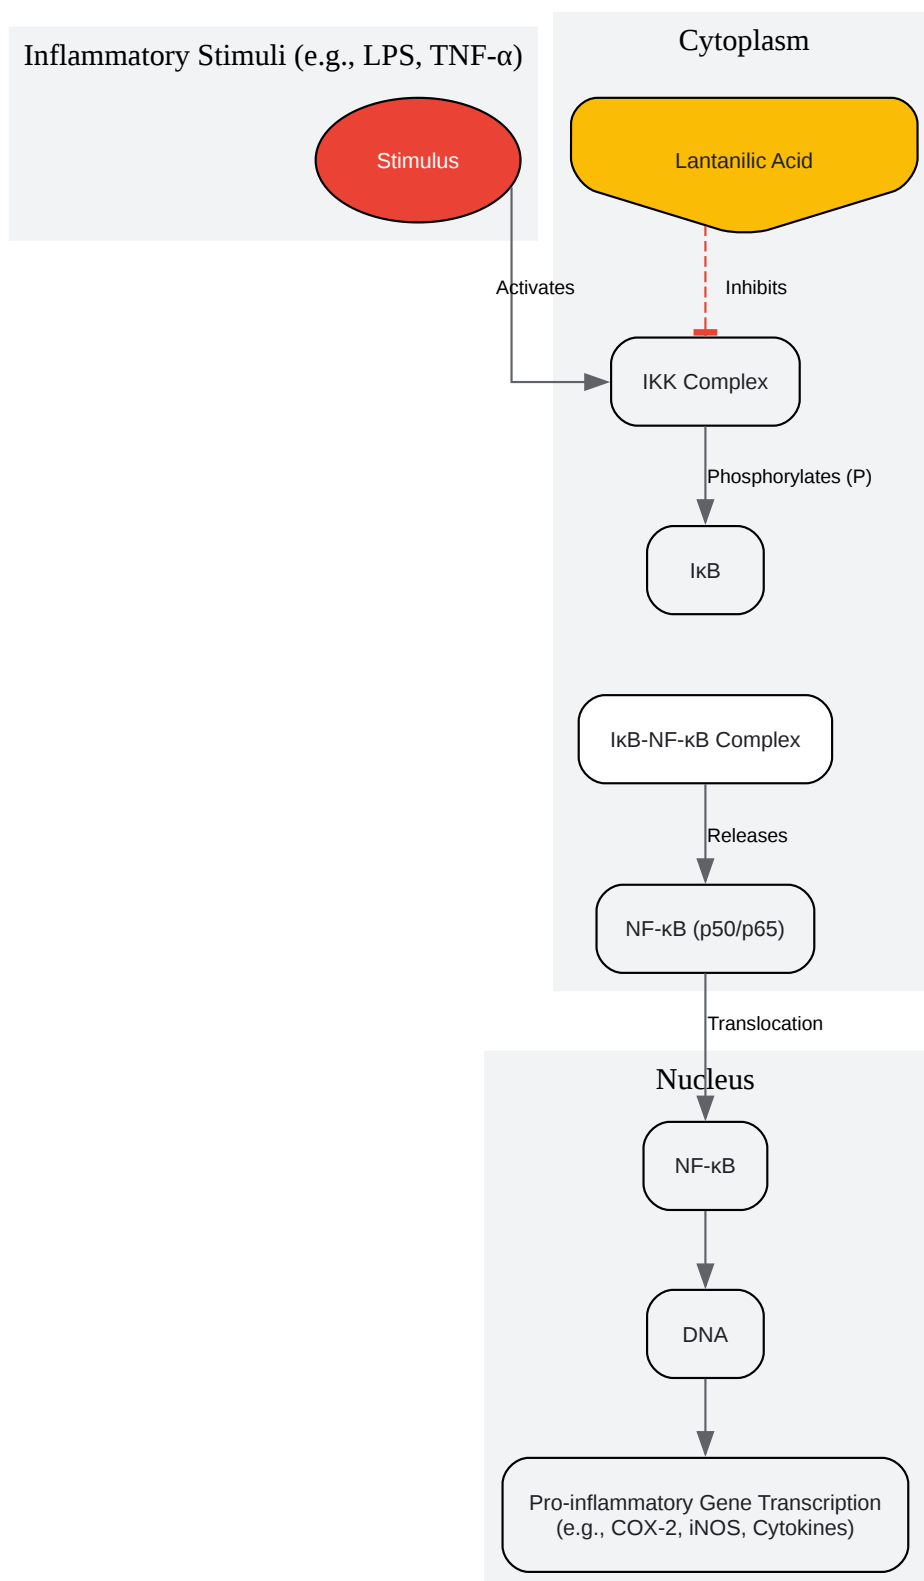 Inflammatory Stimuli (e.g., LPS, TNF-α)
Cytoplasm
Stimulus
Lantanilic Acid
Activates
Inhibits
IKK Complex
Phosphorylates (P)
IκB
IκB-NF-κB Complex
Releases
NF-κB (p50/p65)
Translocation
Nucleus
NF-κB
DNA
Pro-inflammatory Gene Transcription
(e.g., COX-2, iNOS, Cytokines)